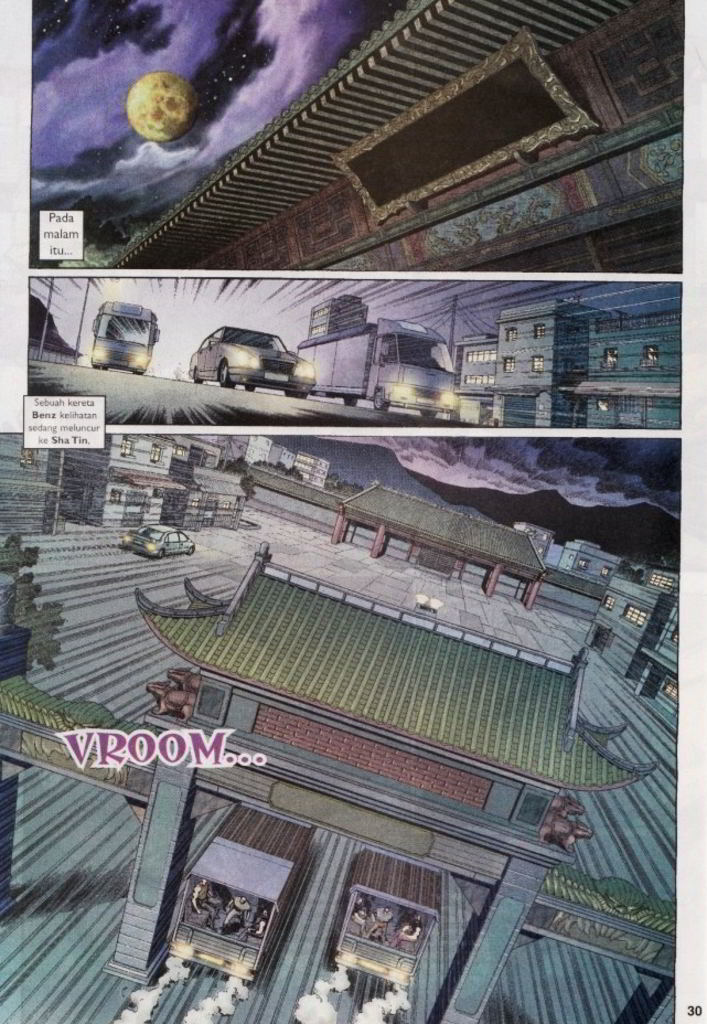 Pada
malam
itu...
Sebuah kereta
Benz kelihatan
sedang meluncur
ke Sha Tin.
VROOM...
30